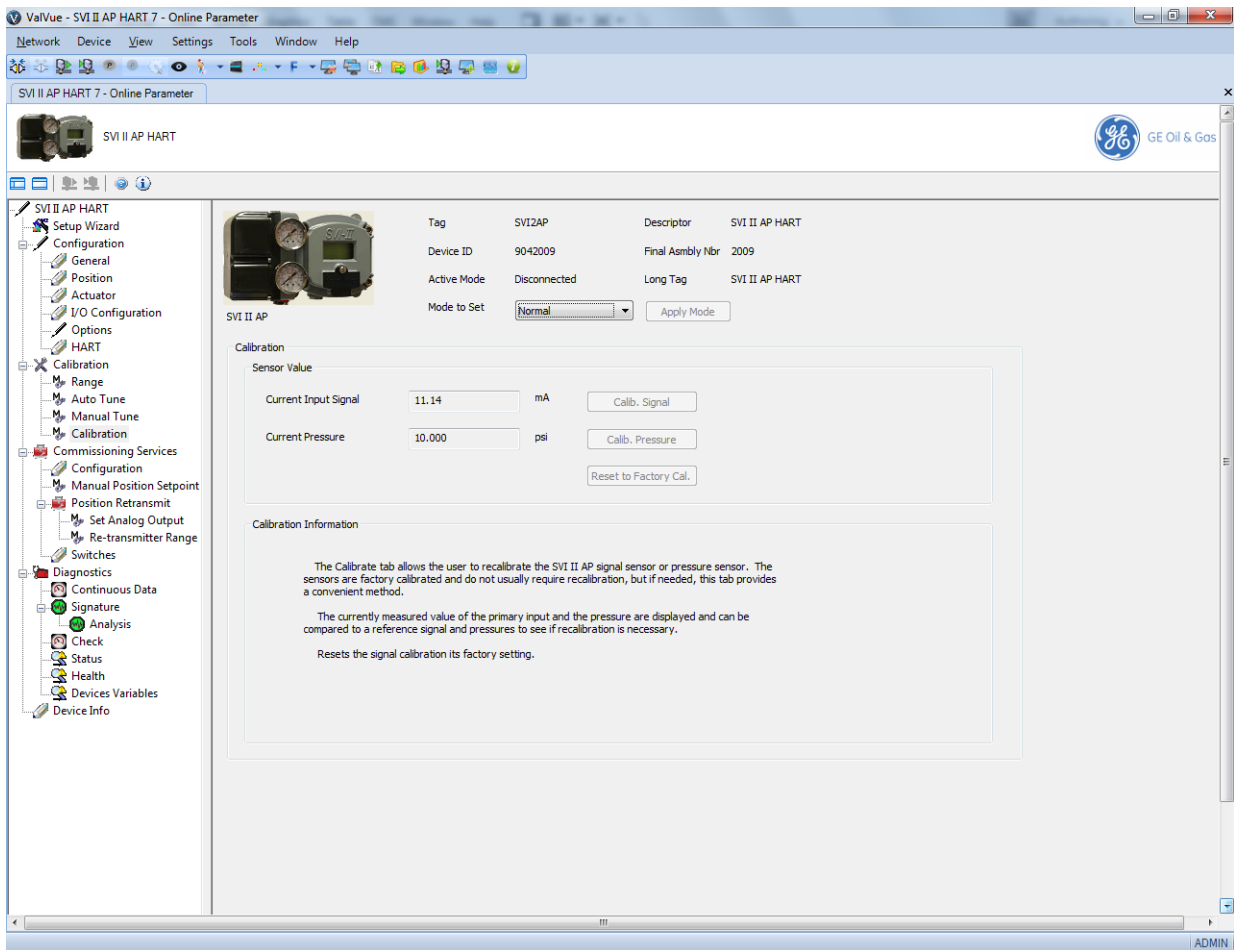 ValVue - SVI II AP HART 7 - Online Parameter
Network Device View Settings Tools Window Help
SVI II AP HART 7 - Online Parameter
SVI II AP HART
GE Oil & Gas
SVI II AP HART
Setup Wizard
Configuration
General
Position
Actuator
I/O Configuration
Options
HART
Calibration
Range
Auto Tune
Manual Tune
Calibration
Commissioning Services
Configuration
Manual Position Setpoint
Position Retransmit
Set Analog Output
Re-transmitter Range
Switches
Diagnostics
Continuous Data
Signature
Analysis
Check
Status
Health
Devices Variables
Device Info
SVI II AP
Tag SVI2AP Descriptor SVI II AP HART
Device ID 9042009 Final Asmbly Nbr 2009
Active Mode Disconnected Long Tag SVI II AP HART
Mode to Set Normal Apply Mode
Calibration
Sensor Value
Current Input Signal 11.14 mA Calib. Signal
Current Pressure 10.000 psi Calib. Pressure
Reset to Factory Cal.
Calibration Information
The Calibrate tab allows the user to recalibrate the SVI II AP signal sensor or pressure sensor. The
sensors are factory calibrated and do not usually require recalibration, but if needed, this tab provides
a convenient method.
The currently measured value of the primary input and the pressure are displayed and can be
compared to a reference signal and pressures to see if recalibration is necessary.
Resets the signal calibration its factory setting.
ADMIN